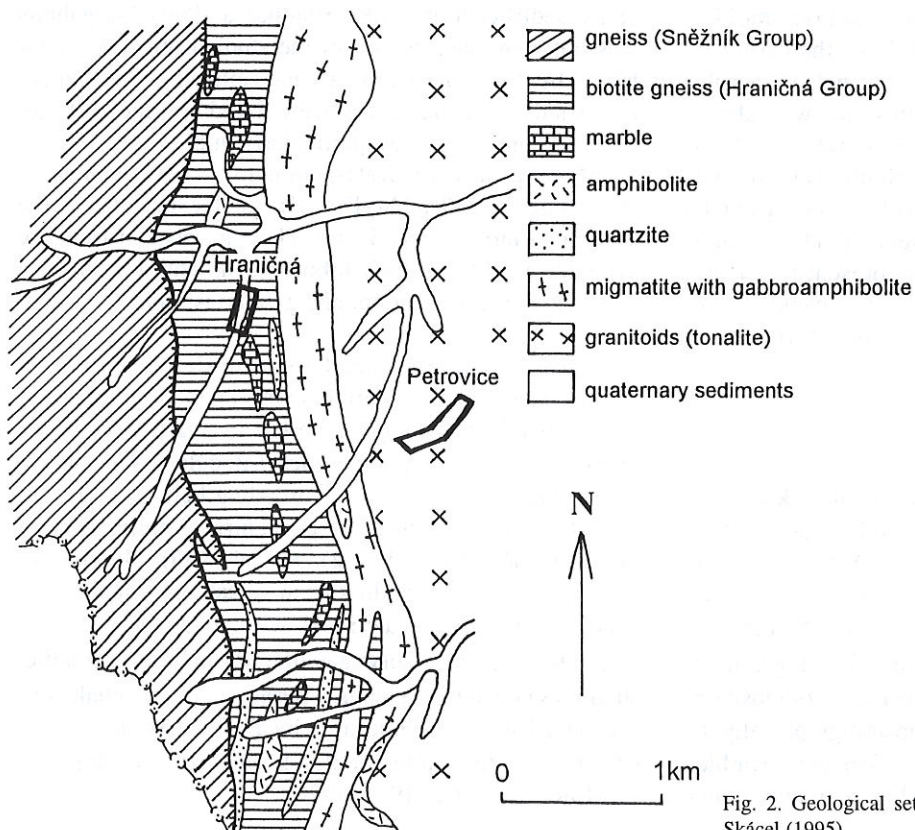 gneiss (Sněžník Group)
biotite gneiss (Hraničná Group)
marble
amphibolite
quartzite
migmatite with gabbroamphibolite
granitoids (tonalite)
quaternary sediments
Hraničná
Petrovice
N
0 1km
Fig. 2. Geological set
Skácel (1995)